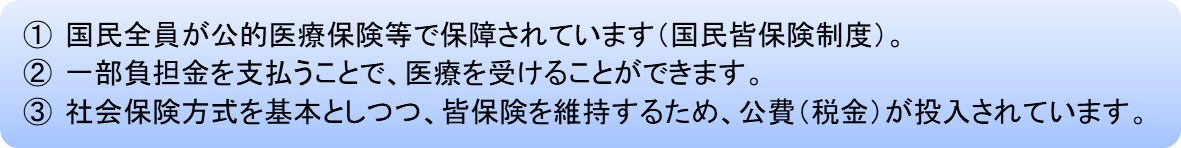 ① 国民全員が公的医療保険等で保障されています（国民皆保険制度）。
② 一部負担金を支払うことで、医療を受けることができます。
③ 社会保険方式を基本としつつ、皆保険を維持するため、公費（税金）が投入されています。